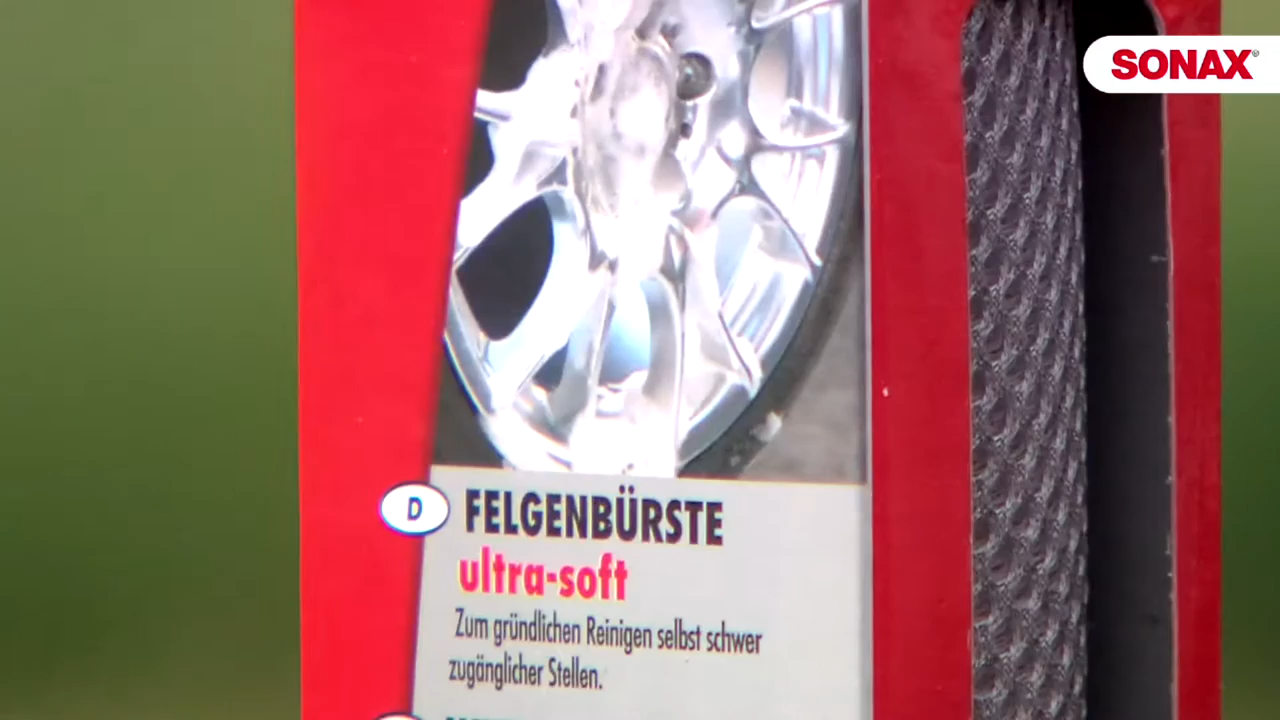 SONAX®
D
FELGENBÜRSTE
ultra-soft
Zum gründlichen Reinigen selbst schwer
zugänglicher Stellen.